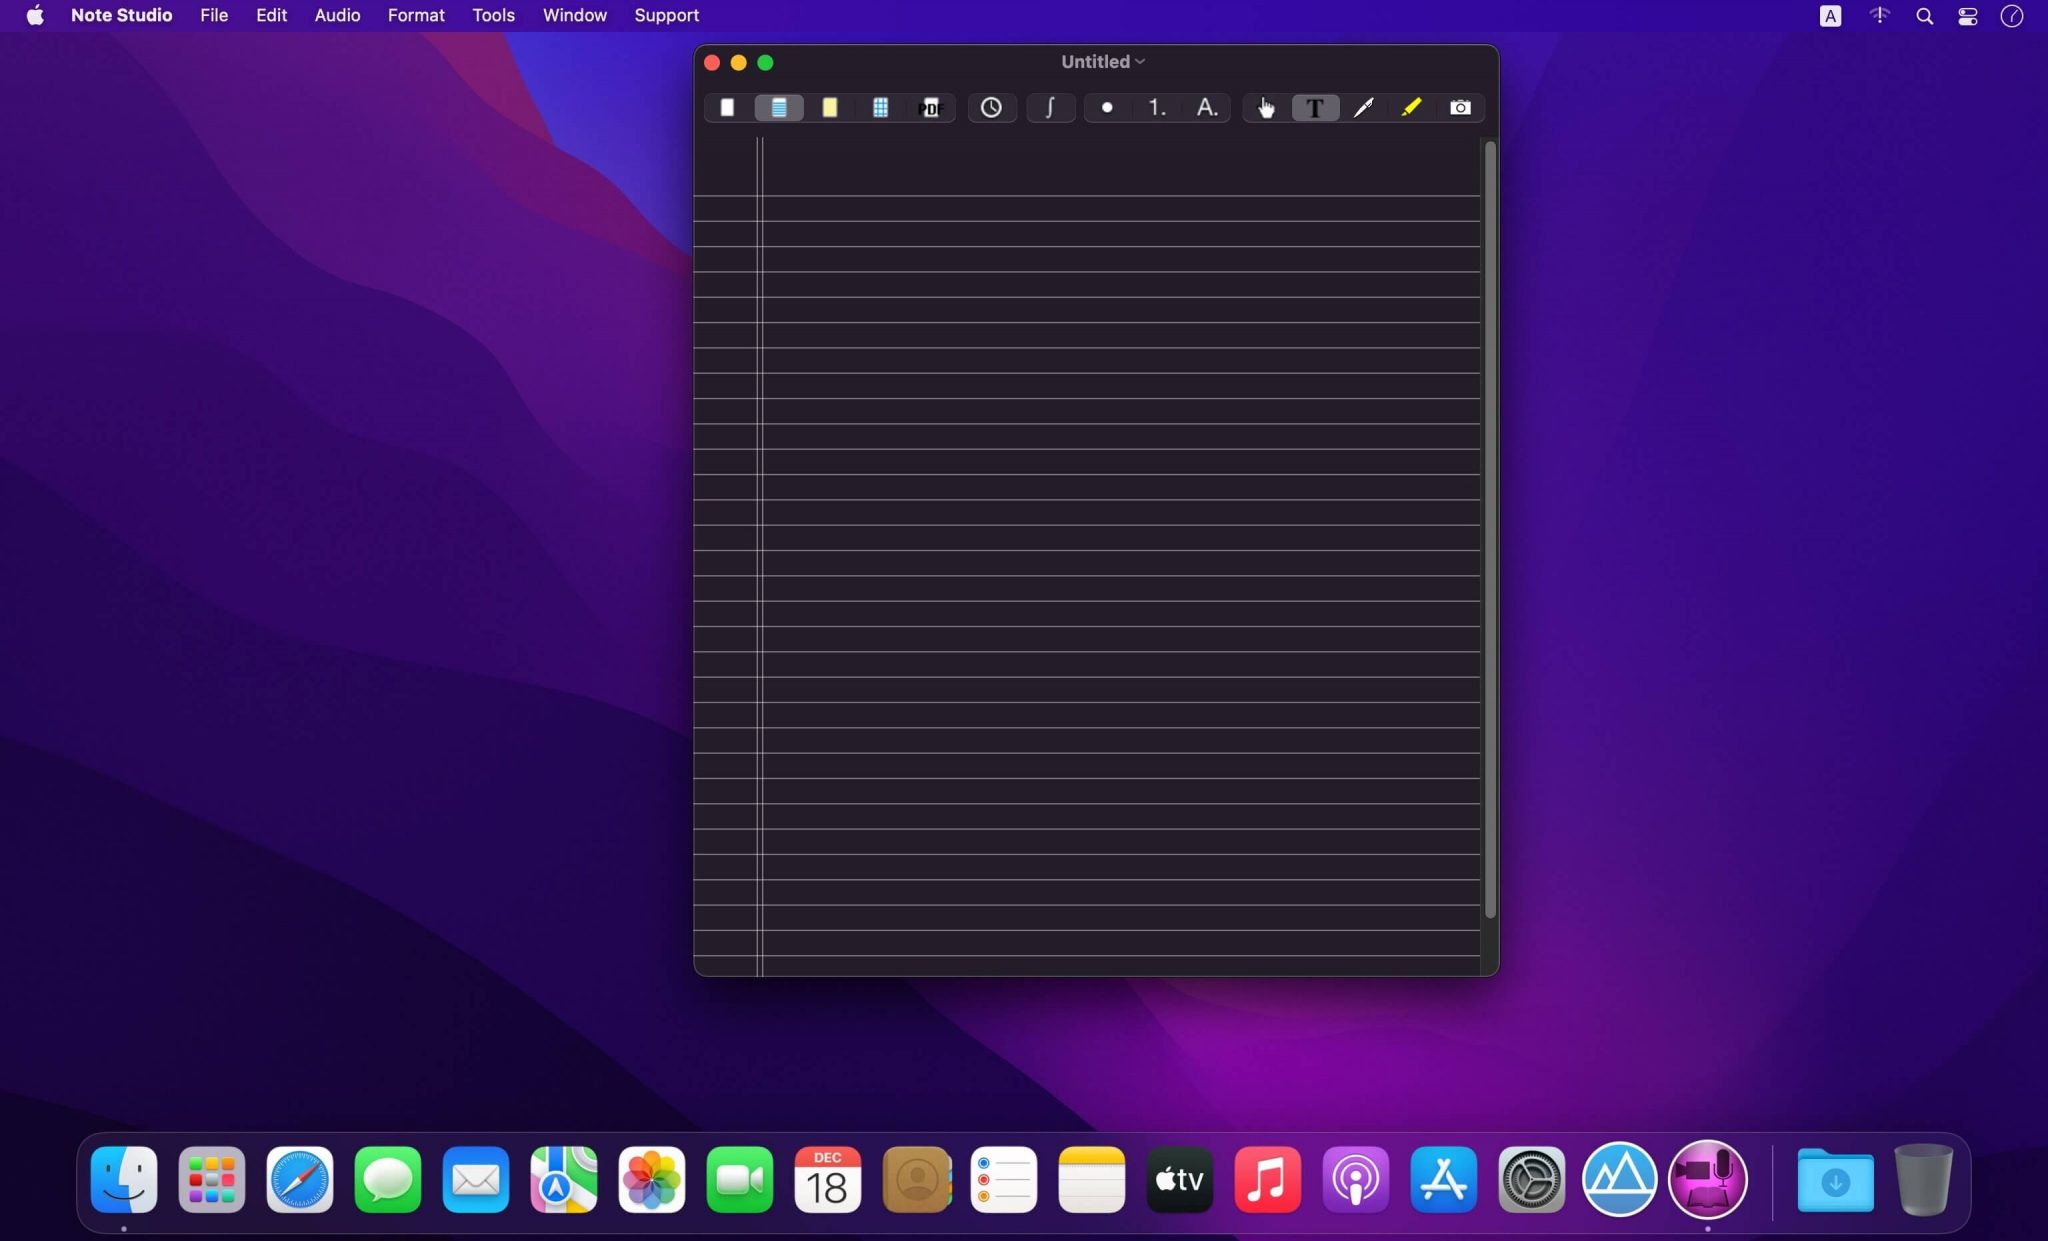 Note Studio File Edit Audio Format Tools Window Support A
Untitled
PDF 1. A. T
DEC
18
tv